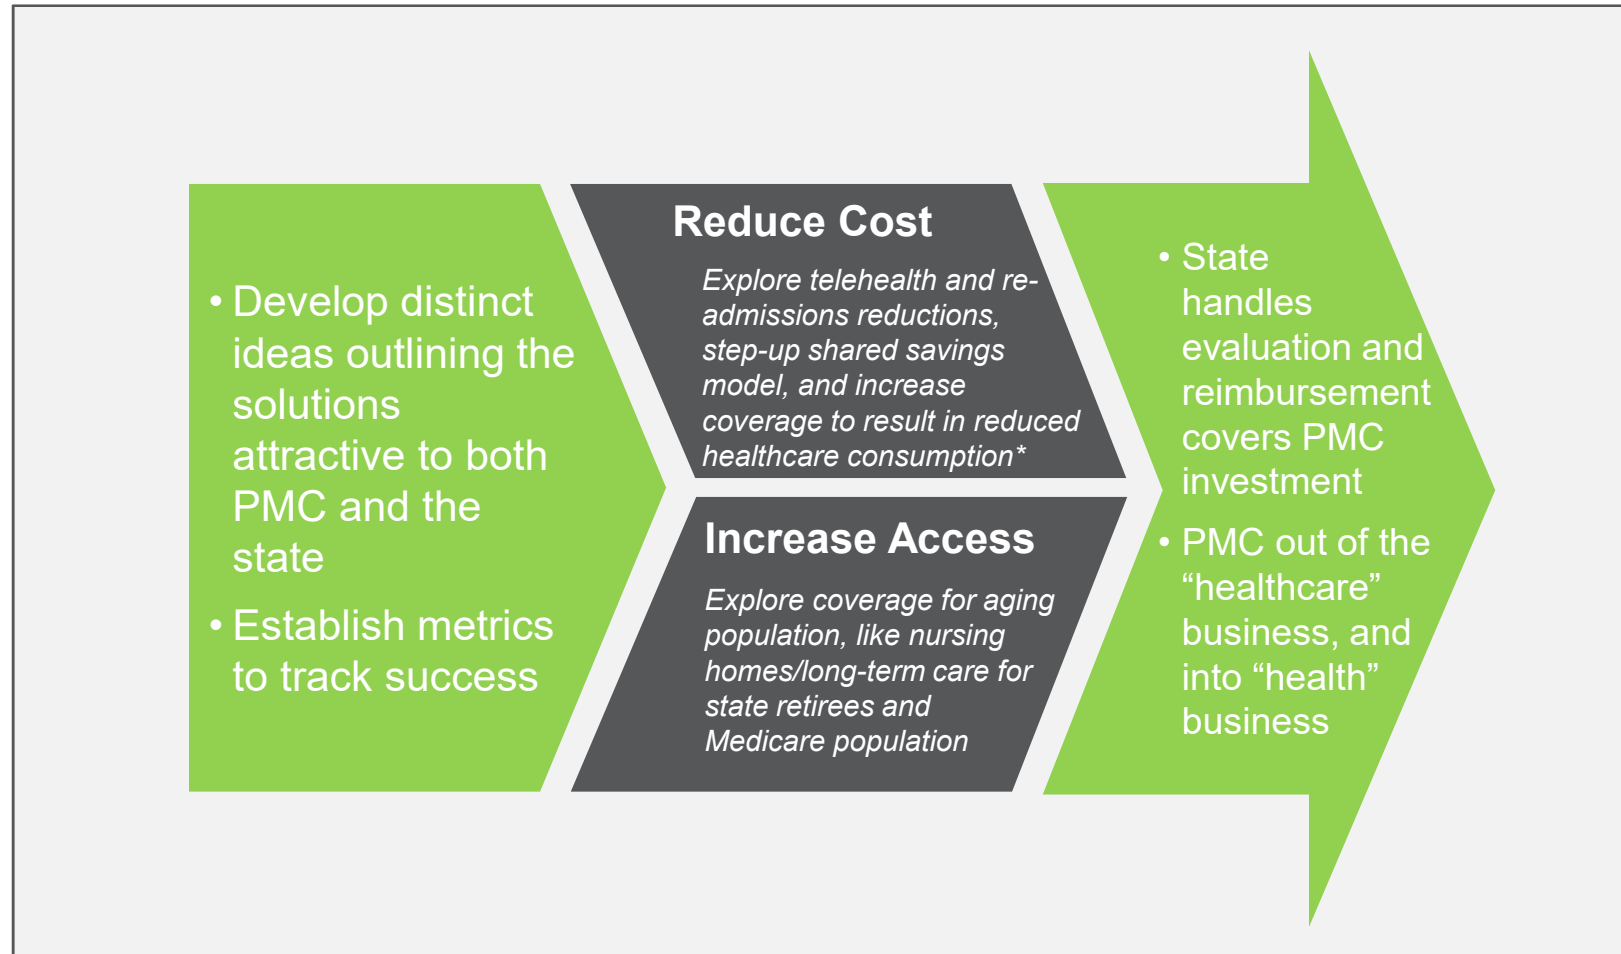 • Develop distinct
ideas outlining the
solutions
attractive to both
PMC and the
state
• Establish metrics
to track success
Reduce Cost
Explore telehealth and re-
admissions reductions,
step-up shared savings
model, and increase
coverage to result in reduced
healthcare consumption*
Increase Access
Explore coverage for aging
population, like nursing
homes/long-term care for
state retirees and
Medicare population
• State
handles
evaluation and
reimbursement
covers PMC
investment
• PMC out of the
“healthcare”
business, and
into “health”
business